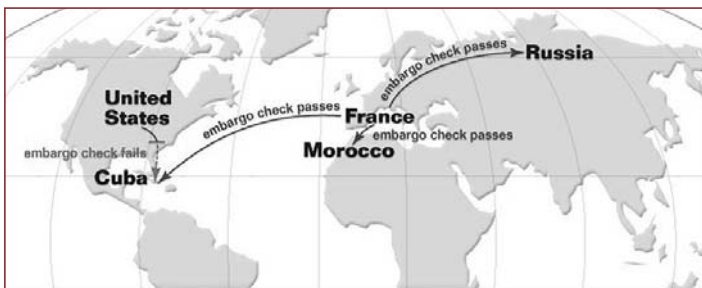 Russia
embargo check passes
United
States
embargo check passes
France
embargo check passes
Morocco
embargo check fails
Cuba